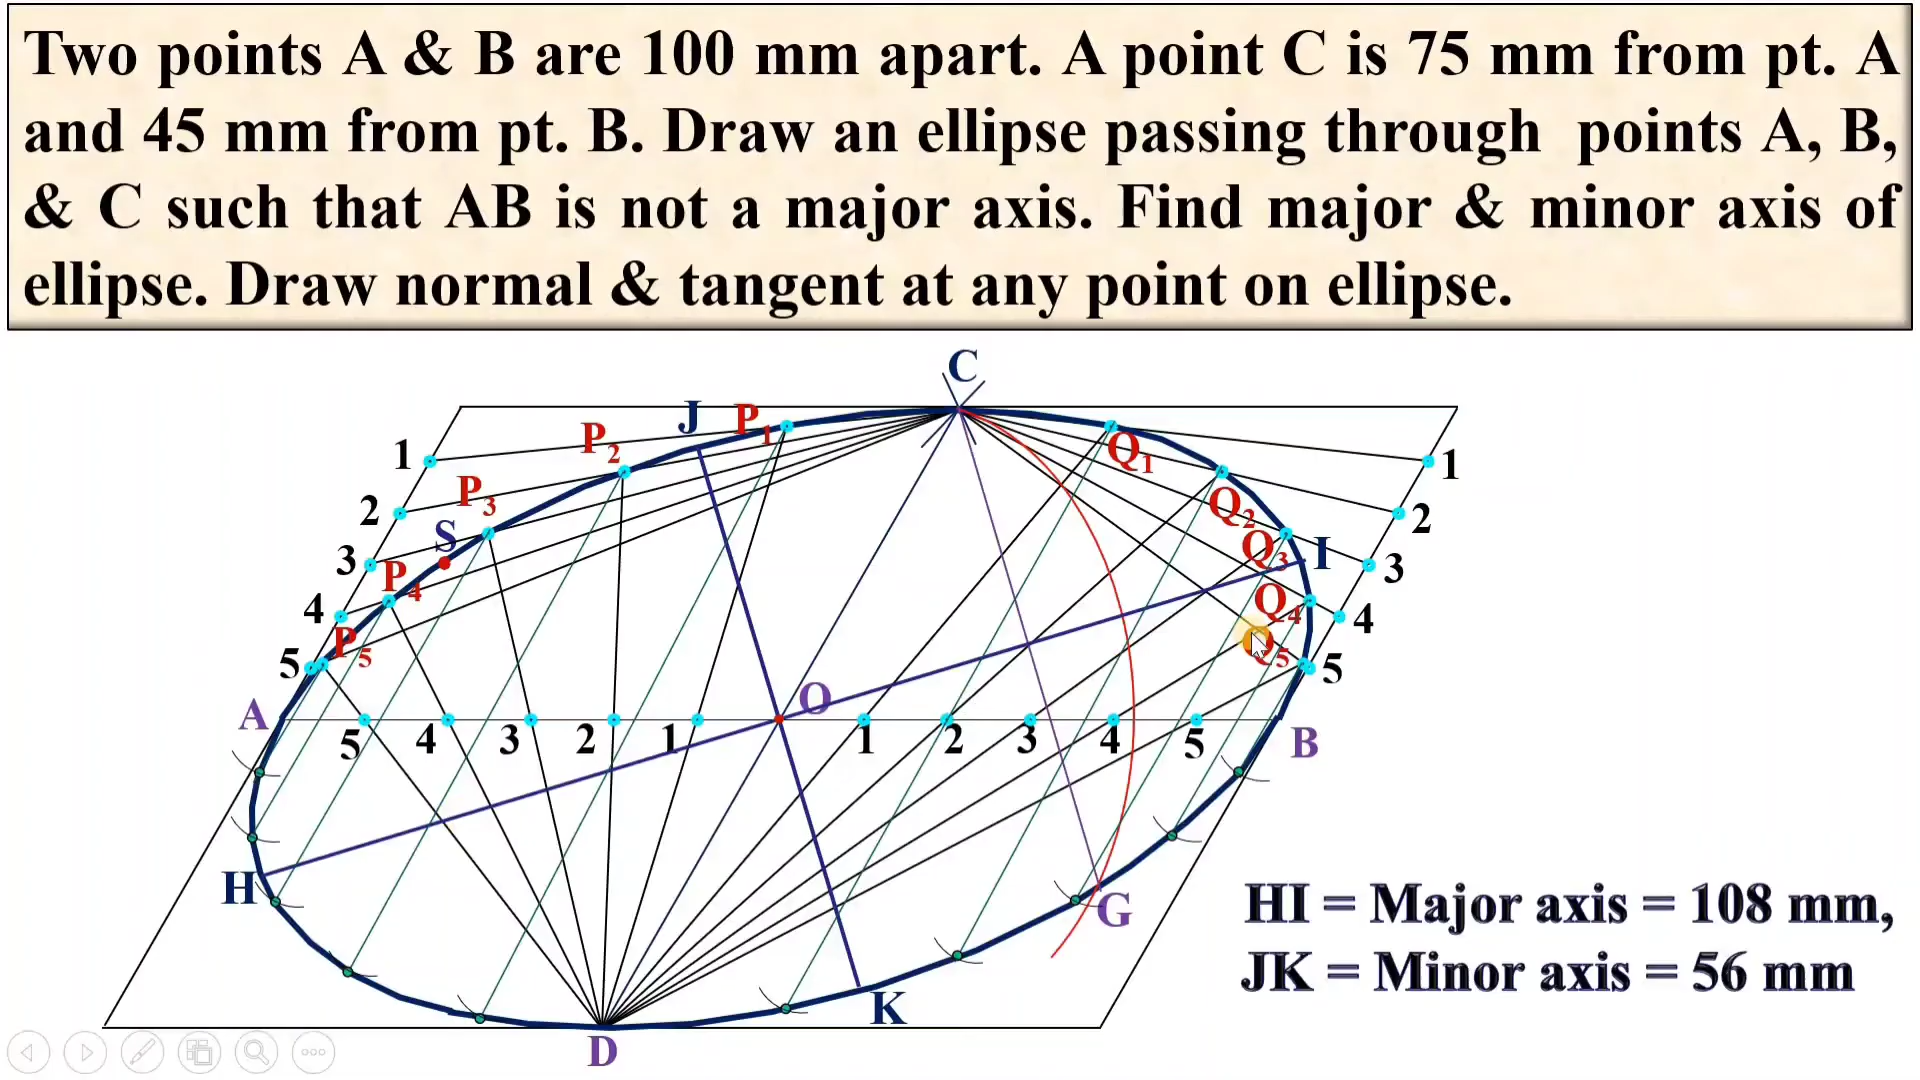 Two points A & B are 100 mm apart. A point C is 75 mm from pt. A
and 45 mm from pt. B. Draw an ellipse passing through points A, B,
& C such that AB is not a major axis. Find major & minor axis of
ellipse. Draw normal & tangent at any point on ellipse.
C
J P1
P2 Q1
1 1
P3 Q2
2 2
S Q3 I
3 3
P4 Q4
4 4
P5 Q5
5 5
A O B
5 4 3 2 1 1 2 3 4 5
H G
HI = Major axis = 108 mm,
JK = Minor axis = 56 mm
K
D